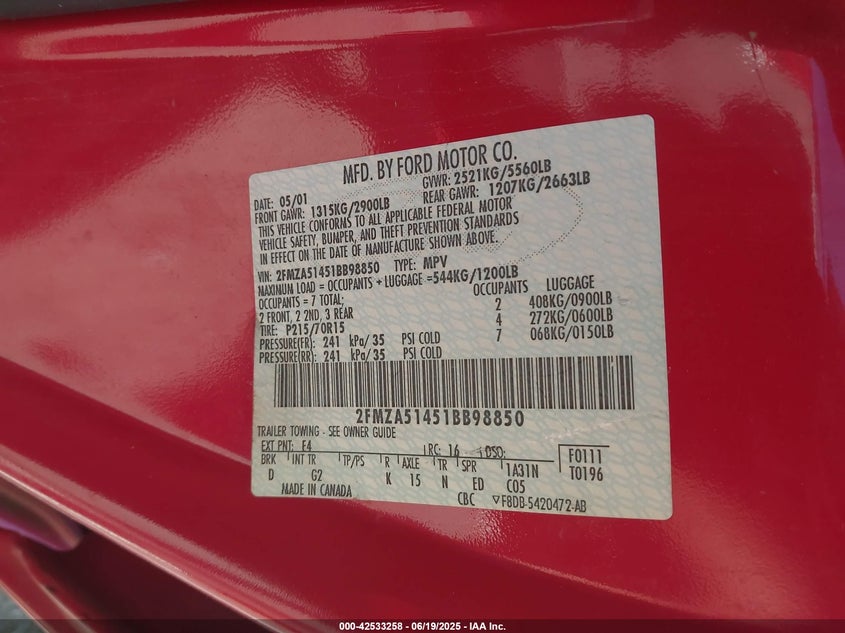 MFD. BY FORD MOTOR CO.
DATE: 05/01 GVWR: 2521KG/5560LB
FRONT GAWR: 1315KG/2900LB REAR GAWR: 1207KG/2663LB
THIS VEHICLE CONFORMS TO ALL APPLICABLE FEDERAL MOTOR
VEHICLE SAFETY, BUMPER, AND THEFT PREVENTION STANDARDS
IN EFFECT ON THE DATE OF MANUFACTURE SHOWN ABOVE.
VIN: 2FMZA51451BB98850 TYPE: MPV
MAXIMUM LOAD = OCCUPANTS + LUGGAGE =544KG/1200LB
OCCUPANTS = 7 TOTAL; OCCUPANTS LUGGAGE
2 FRONT, 2 2ND, 3 REAR 2 408KG/0900LB
TIRE: P215/70R15 4 272KG/0600LB
PRESSURE(FR): 241 kPa/35 PSI COLD 7 068KG/0150LB
PRESSURE(RR): 241 kPa/35 PSI COLD
2FMZA51451BB98850
TRAILER TOWING - SEE OWNER GUIDE
EXT PNT: F4 RC: 16 DSO: F0111
BRK INT TR TP/PS R AXLE TR SPR 1A31N T0196
D G2 K 15 N ED C05
MADE IN CANADA CBC ▽F8DB-5420472-AB
000-42533258 - 06/19/2025 - IAA Inc.